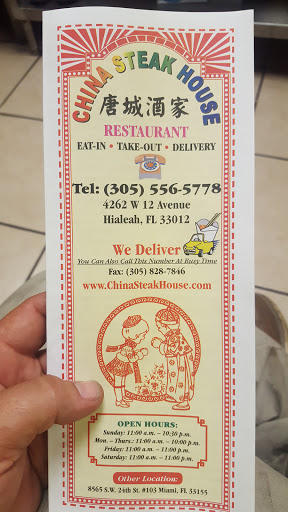 CHINA STEAK HOUSE
唐城酒家
RESTAURANT
EAT-IN • TAKE-OUT • DELIVERY
Tel: (305) 556-5778
4262 W 12 Avenue
Hialeah, FL 33012
We Deliver
You Can Also Call This Number At Busy Time
Fax: (305) 828-7846
www.ChinaSteakHouse.com
OPEN HOURS:
Sunday: 11:00 a.m. – 10:30 p.m.
Mon. – Thurs.: 11:00 a.m. – 10:00 p.m.
Friday: 11:00 a.m. – 11:00 p.m.
Saturday: 11:00 a.m. – 11:00 p.m.
Other Location:
8565 S.W. 24th St. #103 Miami, Fl 33155